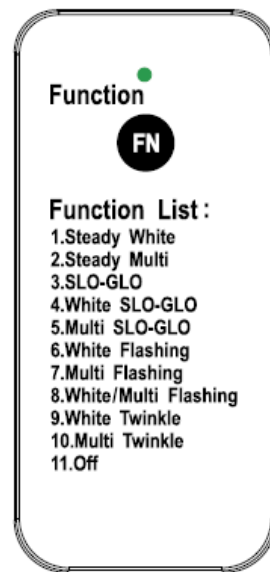 Function
FN
Function List:
1.Steady White
2.Steady Multi
3.SLO-GLO
4.White SLO-GLO
5.Multi SLO-GLO
6.White Flashing
7.Multi Flashing
8.White/Multi Flashing
9.White Twinkle
10.Multi Twinkle
11.Off